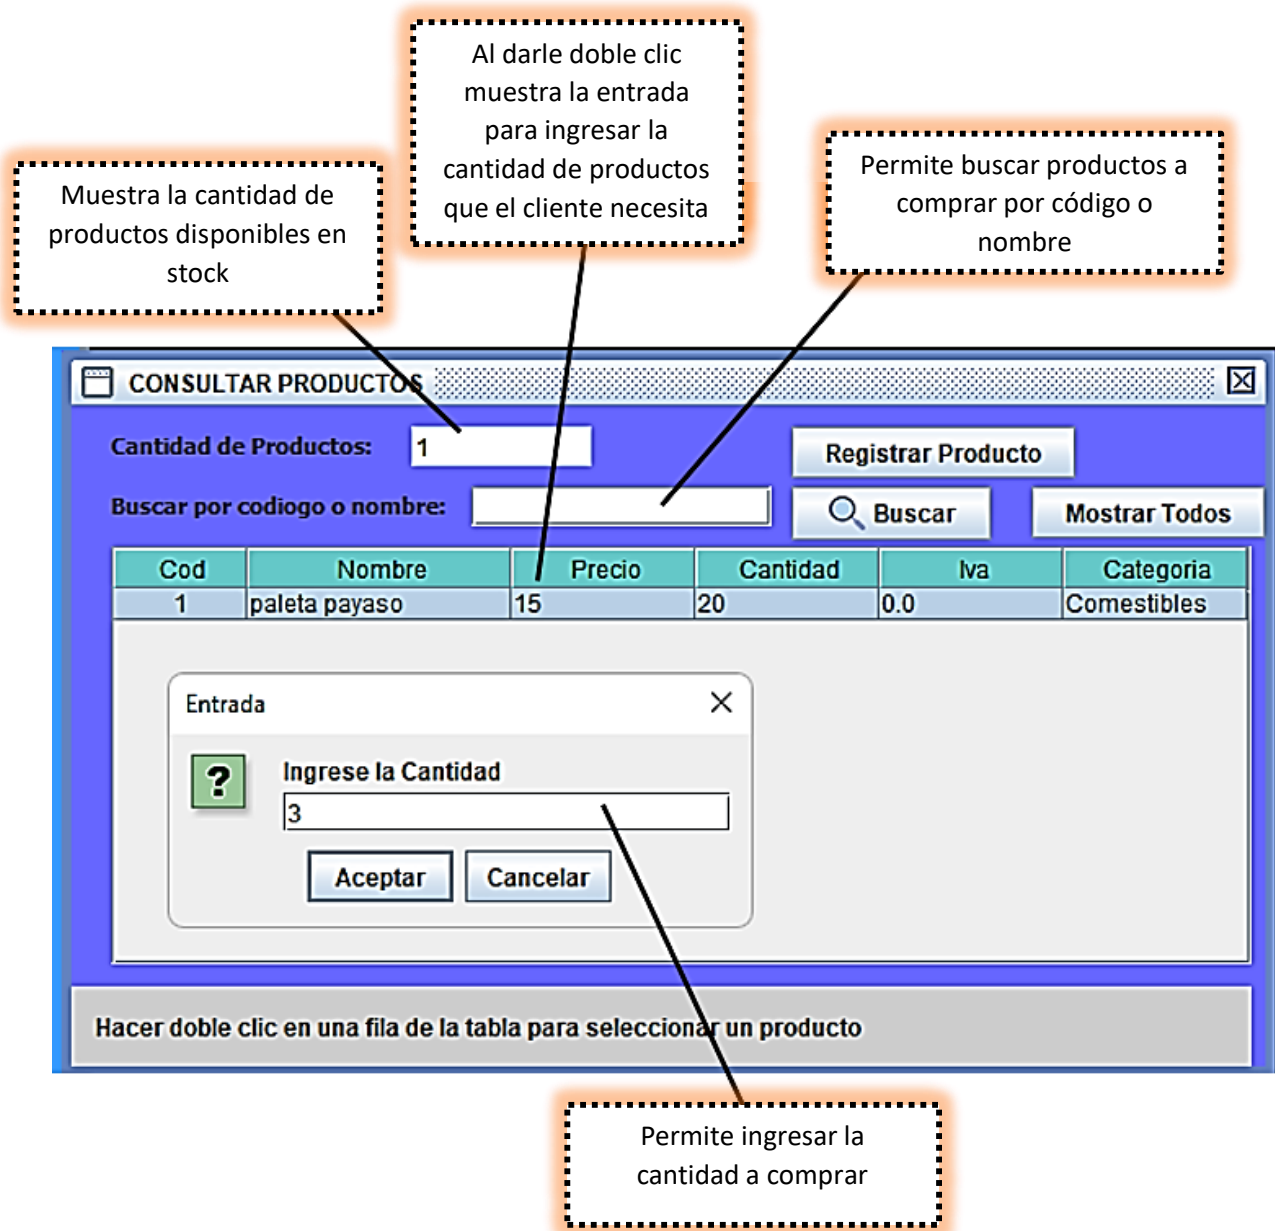 Al darle doble clic
muestra la entrada
para ingresar la
cantidad de productos
que el cliente necesita
Muestra la cantidad de
productos disponibles en
stock
Permite buscar productos a
comprar por código o
nombre
CONSULTAR PRODUCTOS
Cantidad de Productos: 1
Registrar Producto
Buscar por codiogo o nombre:
Buscar
Mostrar Todos
Cod Nombre Precio Cantidad Iva Categoria
1 paleta payaso 15 20 0.0 Comestibles
Entrada
Ingrese la Cantidad
3
Aceptar Cancelar
Hacer doble clic en una fila de la tabla para seleccionar un producto
Permite ingresar la
cantidad a comprar